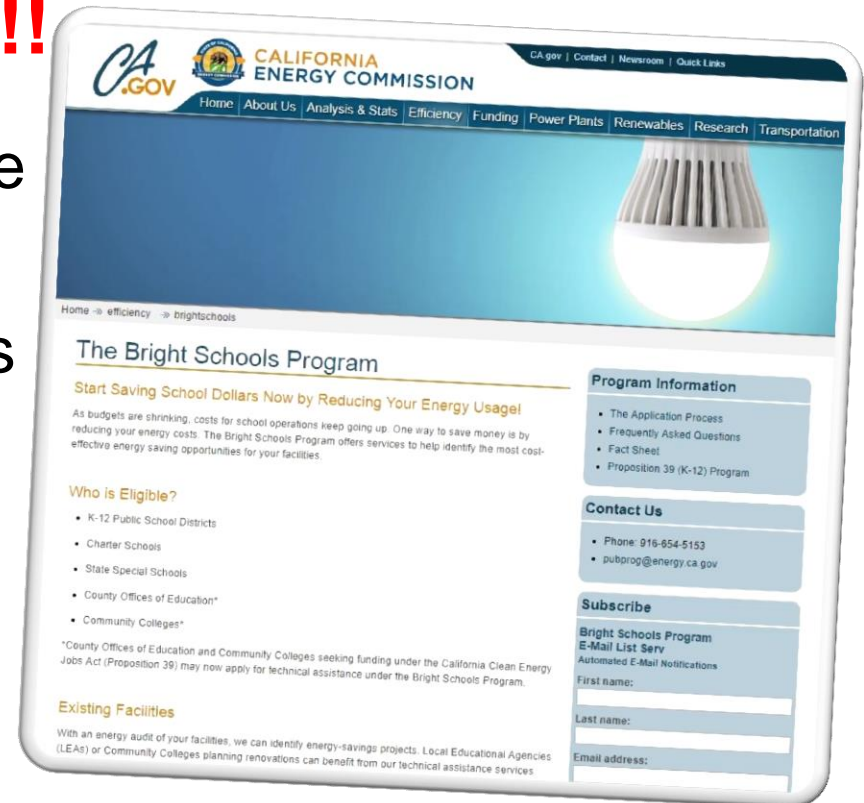 !!
e
s
CA
.GOV
CALIFORNIA
ENERGY COMMISSION
CA.gov | Contact | Newsroom | Quick Links
Home About Us Analysis & Stats Efficiency Funding Power Plants Renewables Research Transportation
Home -» efficiency -» brightschools
The Bright Schools Program
Start Saving School Dollars Now by Reducing Your Energy Usage!
As budgets are shrinking, costs for school operations keep going up. One way to save money is by
reducing your energy costs. The Bright Schools Program offers services to help identify the most cost-
effective energy saving opportunities for your facilities.
Who is Eligible?
• K-12 Public School Districts
• Charter Schools
• State Special Schools
• County Offices of Education*
• Community Colleges*
*County Offices of Education and Community Colleges seeking funding under the California Clean Energy
Jobs Act (Proposition 39) may now apply for technical assistance under the Bright Schools Program.
Existing Facilities
With an energy audit of your facilities, we can identify energy-savings projects. Local Educational Agencies
(LEAs) or Community Colleges planning renovations can benefit from our technical assistance services
Program Information
• The Application Process
• Frequently Asked Questions
• Fact Sheet
• Proposition 39 (K-12) Program
Contact Us
• Phone: 916-654-5153
• pubprog@energy.ca.gov
Subscribe
Bright Schools Program
E-Mail List Serv
Automated E-Mail Notifications
First name:
Last name:
Email address: